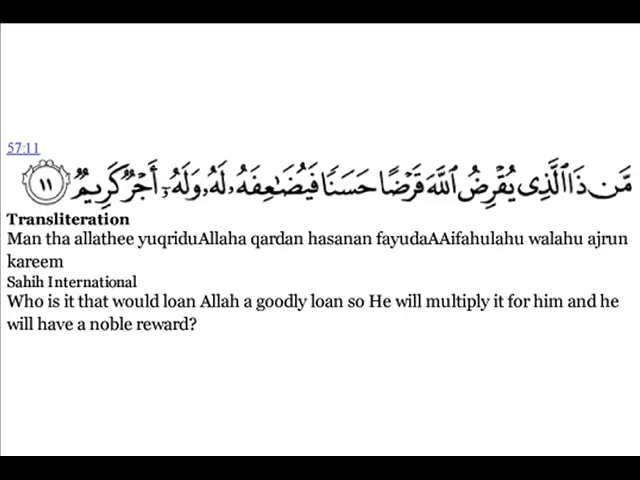 57:11
مَّن ذَا ٱلَّذِى يُقْرِضُ ٱللَّهَ قَرْضًا حَسَنًا فَيُضَٰعِفَهُۥ لَهُۥ وَلَهُۥٓ أَجْرٌ كَرِيمٌ ١١
Transliteration
Man tha allathee yuqriduAllaha qardan hasanan fayudaAAifahulahu walahu ajrun
kareem
Sahih International
Who is it that would loan Allah a goodly loan so He will multiply it for him and he
will have a noble reward?